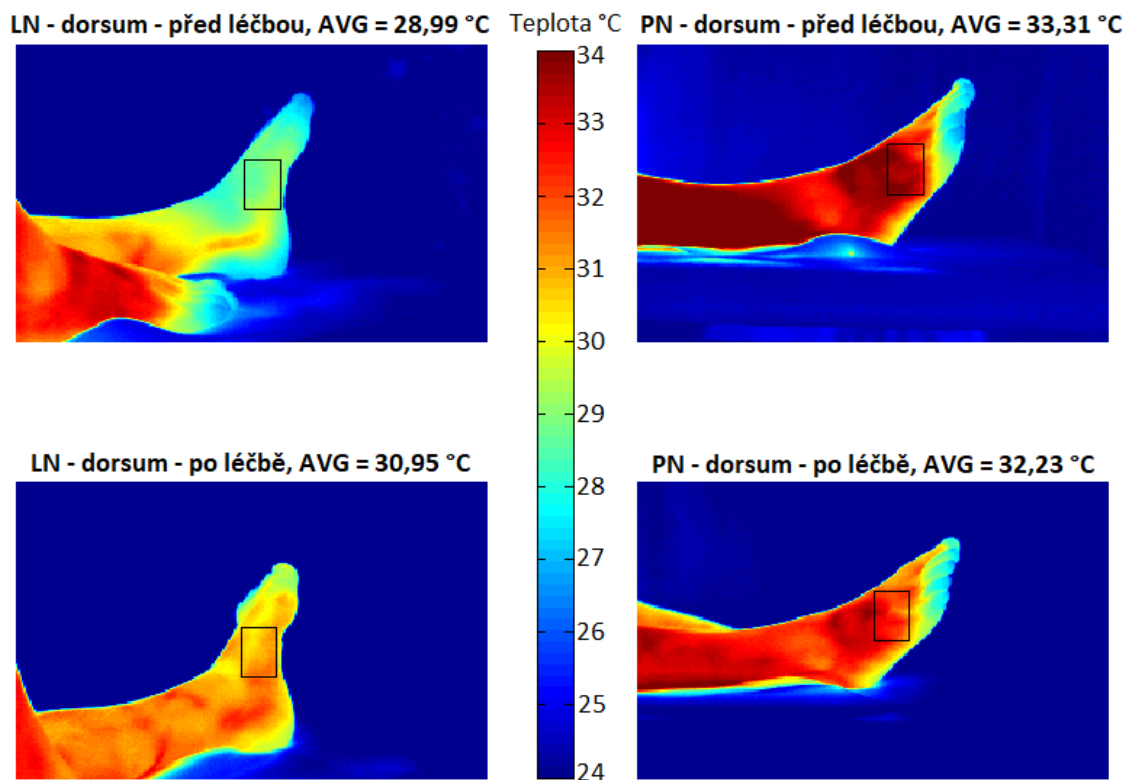 LN - dorsum - před léčbou, AVG = 28,99 °C
Teplota °C
PN - dorsum - před léčbou, AVG = 33,31 °C
34
33
32
31
30
29
28
27
26
25
24
LN - dorsum - po léčbě, AVG = 30,95 °C
PN - dorsum - po léčbě, AVG = 32,23 °C